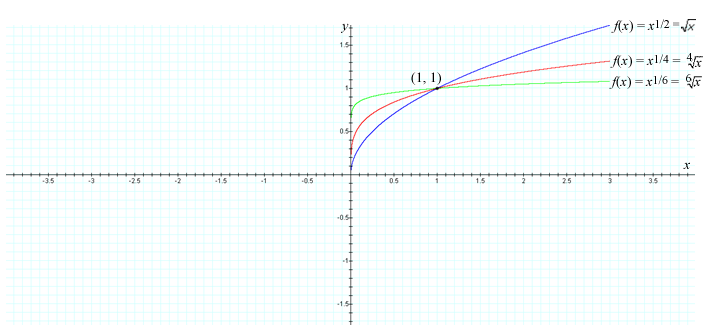 y
f(x) = x1/2 = √x
1.5
f(x) = x1/4 = 4√x
(1, 1)
f(x) = x1/6 = 6√x
1
0.5
x
-3.5 -3 -2.5 -2 -1.5 -1 -0.5 0.5 1 1.5 2 2.5 3 3.5
-0.5
-1
-1.5